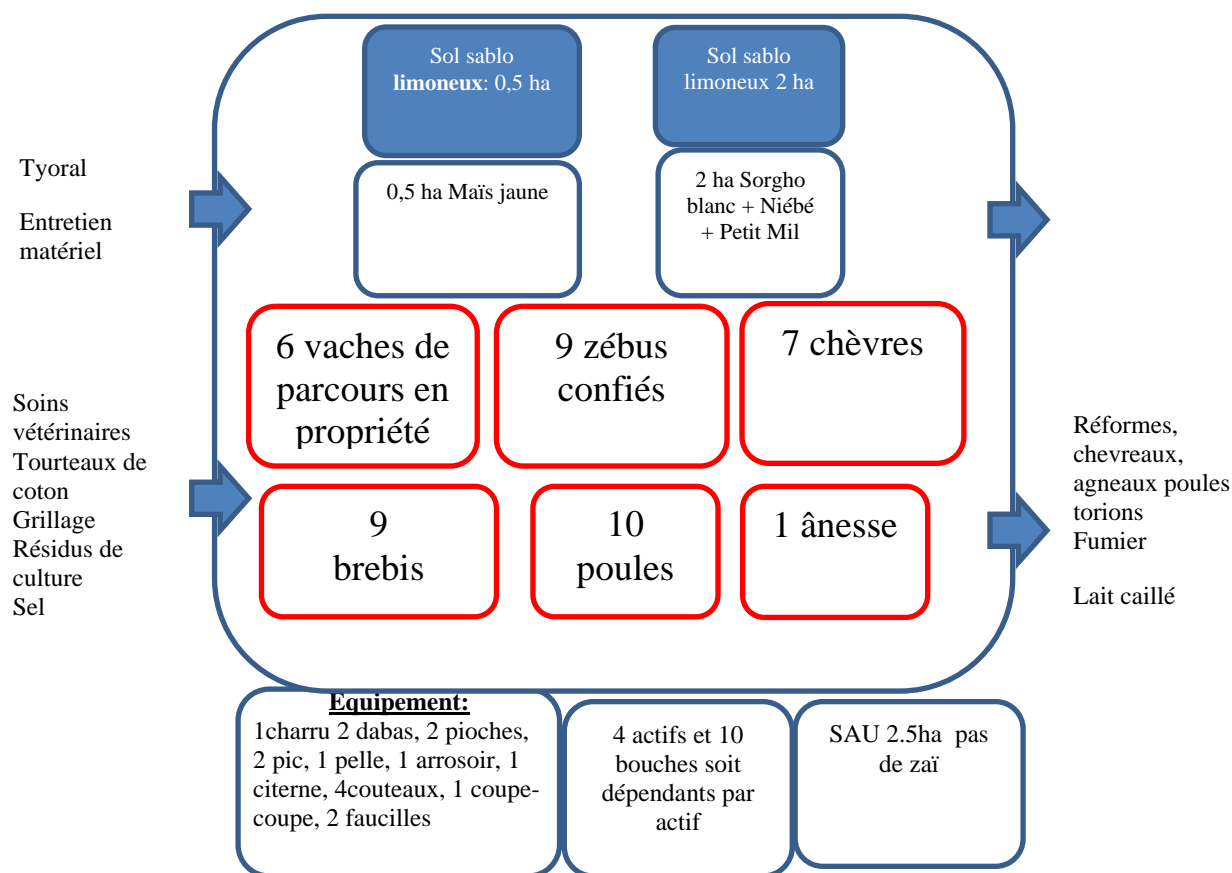 Sol sablo
limoneux: 0,5 ha
Sol sablo
limoneux 2 ha
Tyoral
Entretien
matériel
0,5 ha Maïs jaune
2 ha Sorgho
blanc + Niébé
+ Petit Mil
6 vaches de
parcours en
propriété
9 zébus
confiés
7 chèvres
Soins
vétérinaires
Tourteaux de
coton
Grillage
Résidus de
culture
Sel
9
brebis
10
poules
1 ânesse
Réformes,
chevreaux,
agneaux poules
torions
Fumier
Lait caillé
Equipement:
1charru 2 dabas, 2 pioches,
2 pic, 1 pelle, 1 arrosoir, 1
citerne, 4couteaux, 1 coupe-
coupe, 2 faucilles
4 actifs et 10
bouches soit
dépendants par
actif
SAU 2.5ha pas
de zaï